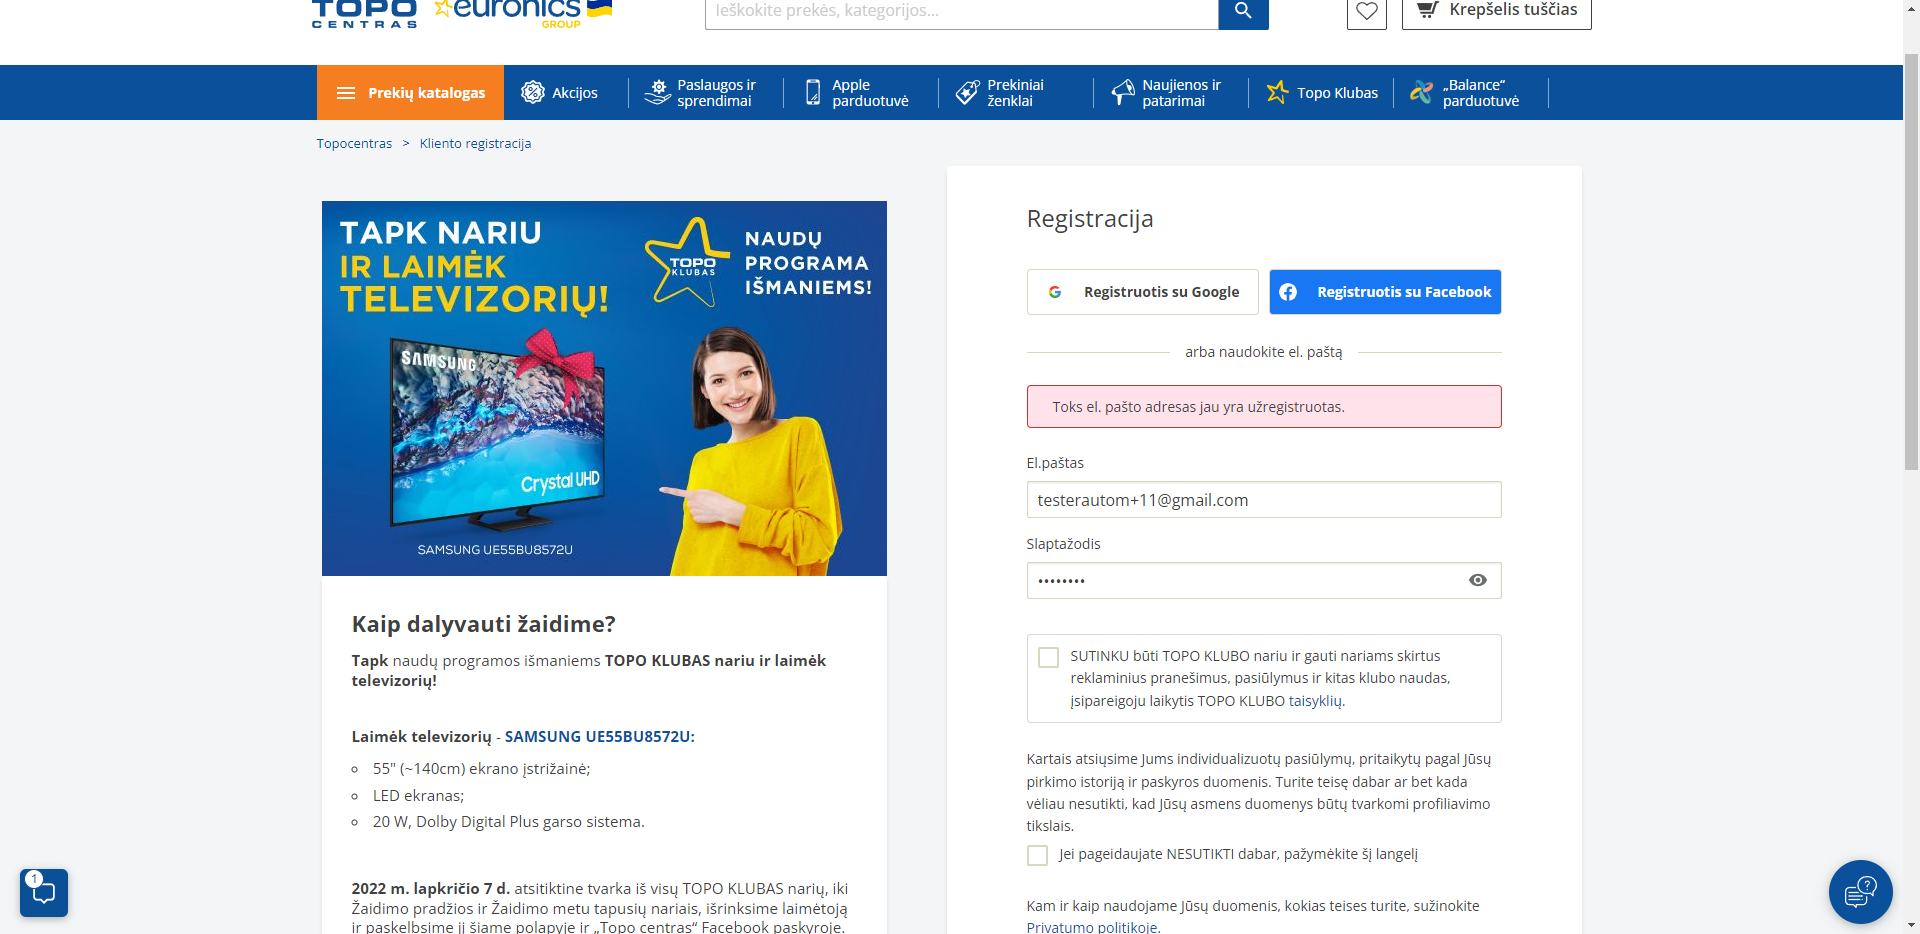 TOPO
CENTRAS
euronics
GROUP
Ieškokite prekės, kategorijos...
Krepšelis tuščias
Prekių katalogas
Akcijos
Paslaugos ir
sprendimai
Apple
parduotuvė
Prekiniai
ženklai
Naujienos ir
patarimai
Topo Klubas
„Balance“
parduotuvė
Topocentras > Kliento registracija
TAPK NARIU
IR LAIMĖK
TELEVIZORIŲ!
TOPO
KLUBAS
NAUDŲ
PROGRAMA
IŠMANIEMS!
SAMSUNG
Crystal UHD
SAMSUNG UE55BU8572U
Kaip dalyvauti žaidime?
Tapk naudų programos išmaniems TOPO KLUBAS nariu ir laimėk
televizorių!
Laimėk televizorių - SAMSUNG UE55BU8572U:
55" (~140cm) ekrano įstrižainė;
LED ekranas;
20 W, Dolby Digital Plus garso sistema.
2022 m. lapkričio 7 d. atsitiktine tvarka iš visų TOPO KLUBAS narių, iki
Žaidimo pradžios ir Žaidimo metu tapusių nariais, išrinksime laimėtoją
ir paskelbsime jį šiame polapyje ir „Topo centras“ Facebook paskyroje.
Registracija
Registruotis su Google
Registruotis su Facebook
arba naudokite el. paštą
Toks el. pašto adresas jau yra užregistruotas.
El.paštas
testerautom+11@gmail.com
Slaptažodis
••••••••
SUTINKU būti TOPO KLUBO nariu ir gauti nariams skirtus
reklaminius pranešimus, pasiūlymus ir kitas klubo naudas,
įsipareigoju laikytis TOPO KLUBO taisyklių.
Kartais atsiųsime Jums individualizuotų pasiūlymų, pritaikytų pagal Jūsų
pirkimo istoriją ir paskyros duomenis. Turite teisę dabar ar bet kada
vėliau nesutikti, kad Jūsų asmens duomenys būtų tvarkomi profiliavimo
tikslais.
Jei pageidaujate NESUTIKTI dabar, pažymėkite šį langelį
Kam ir kaip naudojame Jūsų duomenis, kokias teises turite, sužinokite
Privatumo politikoje.
1
?